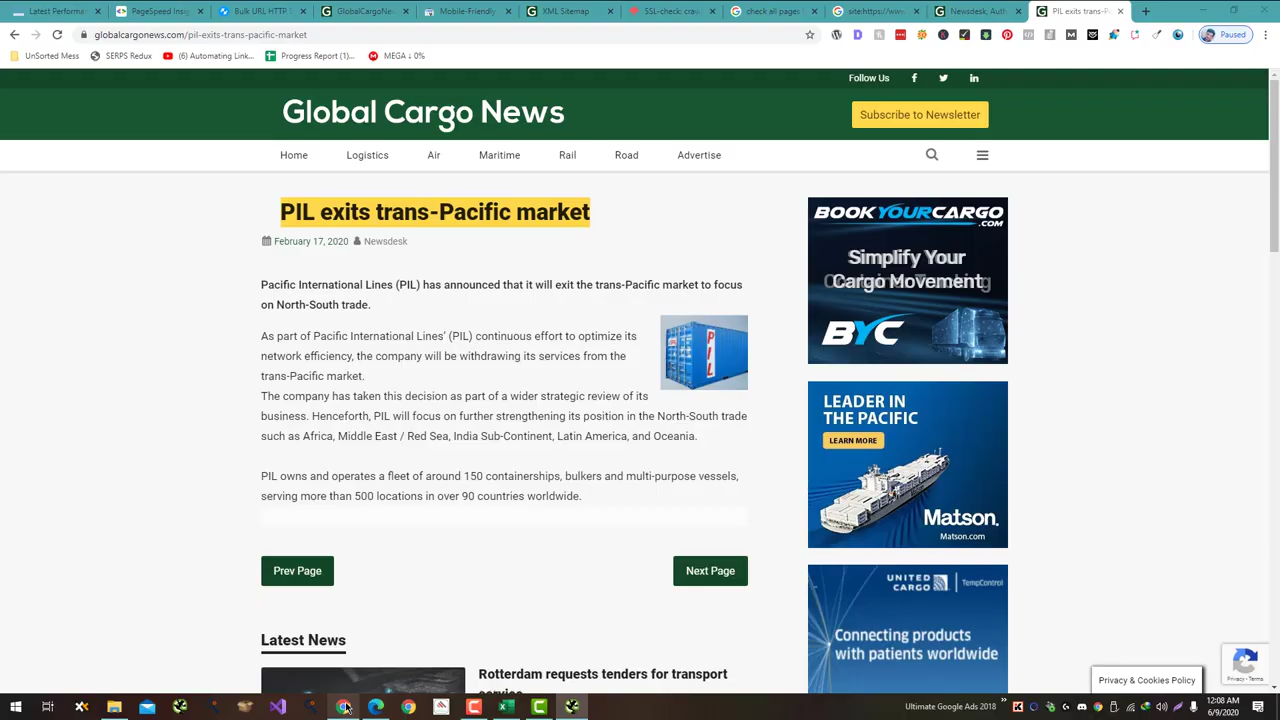 Latest Performa
PageSpeed Insig
Bulk URL HTTP S
GlobalCargoNew
Mobile-Friendly
XML Sitemap
SSL-check: craw
check all pages
site:https://ww
Newsdesk, Auth
PIL exits trans-P
globalcargonews.com/pil-exits-trans-pacific-market
Paused
UnSorted Mess
SERPS Redux
(6) Automating Link...
Progress Report (1)...
MEGA ↓ 0%
Follow Us
Global Cargo News
Subscribe to Newsletter
Home Logistics Air Maritime Rail Road Advertise
PIL exits trans-Pacific market
February 17, 2020 Newsdesk
Pacific International Lines (PIL) has announced that it will exit the trans-Pacific market to focus
on North-South trade.
As part of Pacific International Lines’ (PIL) continuous effort to optimize its
network efficiency, the company will be withdrawing its services from the
trans-Pacific market.
The company has taken this decision as part of a wider strategic review of its
business. Henceforth, PIL will focus on further strengthening its position in the North-South trade
such as Africa, Middle East / Red Sea, India Sub-Continent, Latin America, and Oceania.
PIL
PIL owns and operates a fleet of around 150 containerships, bulkers and multi-purpose vessels,
serving more than 500 locations in over 90 countries worldwide.
Prev Page
Next Page
Latest News
Rotterdam requests tenders for transport
BOOKYOURCARGO
.COM
Simplify Your
Cargo Movement
BYC
LEADER IN
THE PACIFIC
LEARN MORE
Matson.
Matson.com
UNITED
CARGO
TempControl
Connecting products
with patients worldwide
Privacy - Terms
Privacy & Cookies Policy
Ultimate Google Ads 2018
12:08 AM
6/9/2020